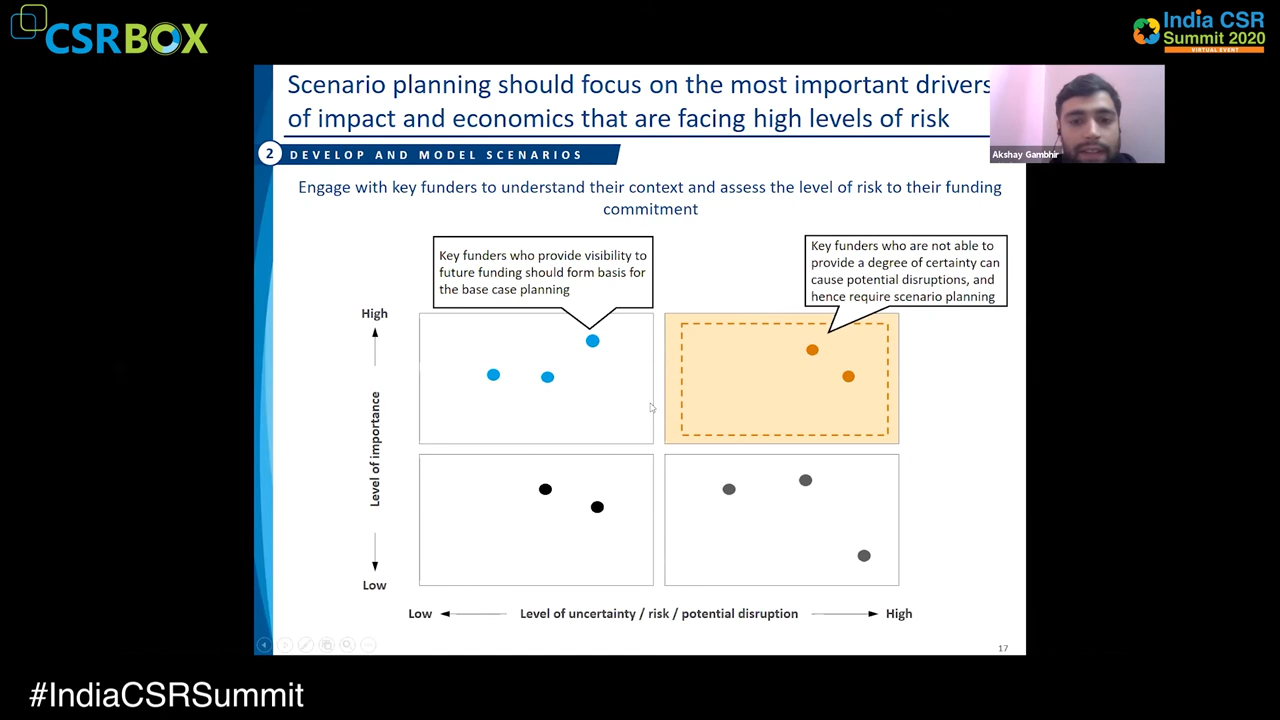 CSRBOX
India CSR
Summit 2020
VIRTUAL EVENT
Scenario planning should focus on the most important drivers
of impact and economics that are facing high levels of risk
Akshay Gambhir
2 DEVELOP AND MODEL SCENARIOS
Engage with key funders to understand their context and assess the level of risk to their funding
commitment
Key funders who provide visibility to
future funding should form basis for
the base case planning
Key funders who are not able to
provide a degree of certainty can
cause potential disruptions, and
hence require scenario planning
High
Level of importance
Low
Low
Level of uncertainty / risk / potential disruption
High
17
#IndiaCSRSummit